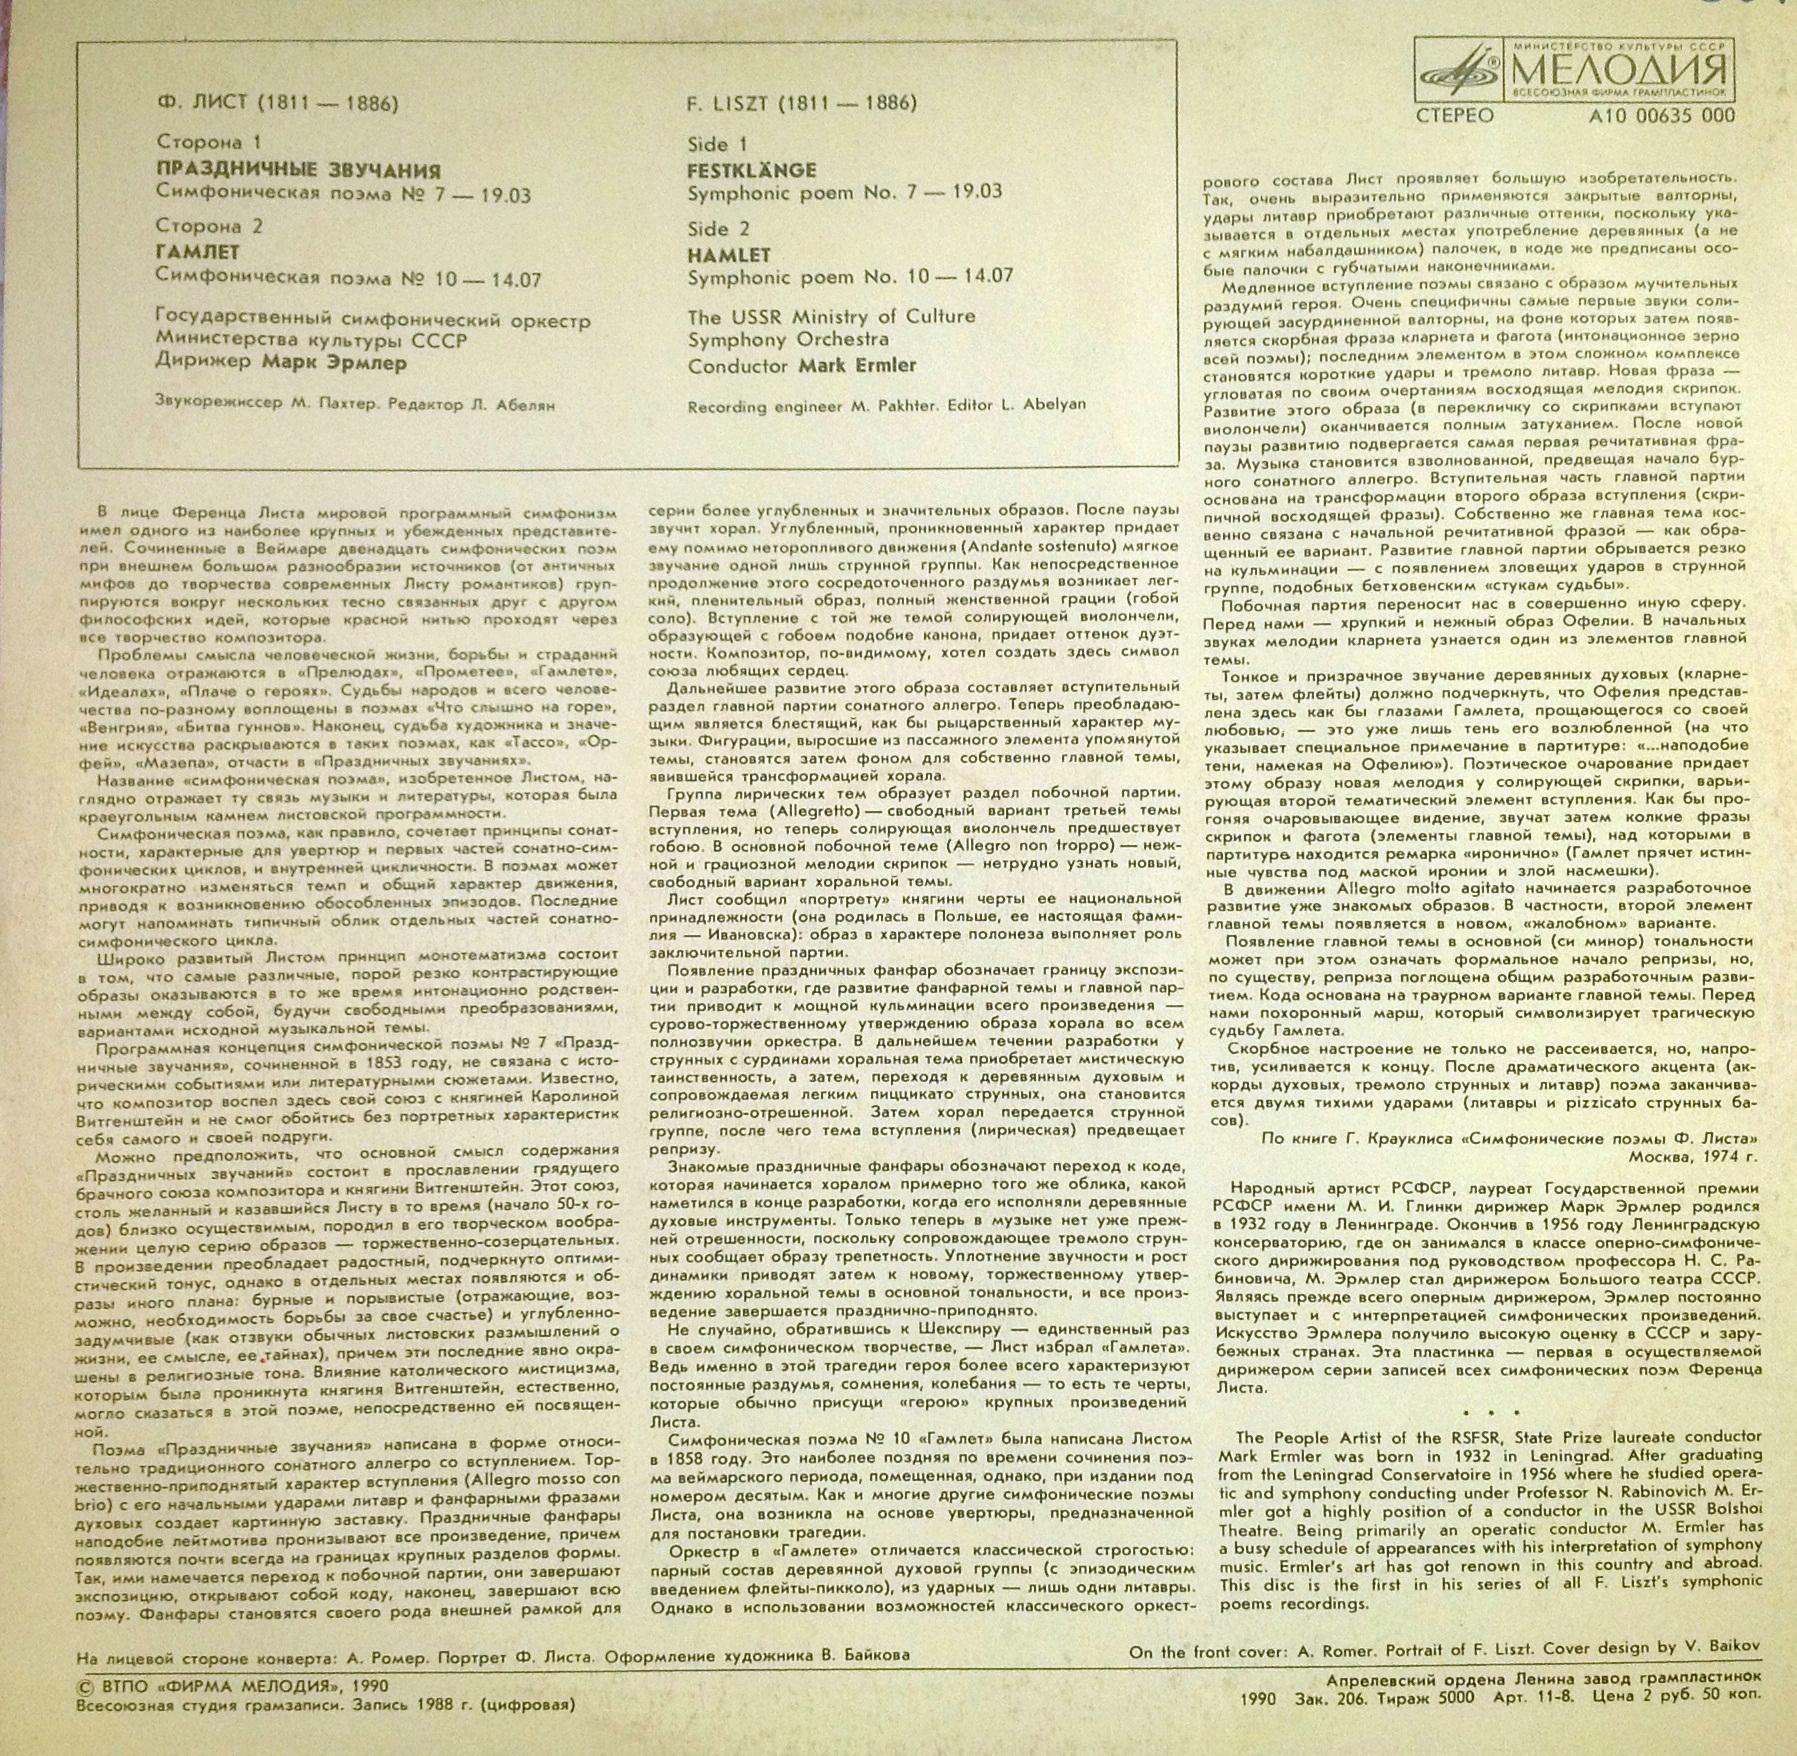 Ф. ЛИСТ (1811 — 1886)
Сторона 1
ПРАЗДНИЧНЫЕ ЗВУЧАНИЯ
Симфоническая поэма № 7 — 19.03
Сторона 2
ГАМЛЕТ
Симфоническая поэма № 10 — 14.07
Государственный симфонический оркестр
Министерства культуры СССР
Дирижер Марк Эрмлер
Звукорежиссер М. Пахтер. Редактор Л. Абелян
F. LISZT (1811 — 1886)
Side 1
FESTKLÄNGE
Symphonic poem No. 7 — 19.03
Side 2
HAMLET
Symphonic poem No. 10 — 14.07
The USSR Ministry of Culture
Symphony Orchestra
Conductor Mark Ermler
Recording engineer M. Pakhter. Editor L. Abelyan
МИНИСТЕРСТВО КУЛЬТУРЫ СССР
МЕЛОДИЯ
ВСЕСОЮЗНАЯ ФИРМА ГРАМПЛАСТИНОК
СТЕРЕО А10 00635 000
В лице Ференца Листа мировой программный симфонизм
имел одного из наиболее крупных и убежденных представите-
лей. Сочиненные в Веймаре двенадцать симфонических поэм
при внешнем большом разнообразии источников (от античных
мифов до творчества современных Листу романтиков) груп-
пируются вокруг нескольких тесно связанных друг с другом
философских идей, которые красной нитью проходят через
все творчество композитора.
Проблемы смысла человеческой жизни, борьбы и страданий
человека отражаются в «Прелюдах», «Прометее», «Гамлете»,
«Идеалах», «Плаче о героях». Судьбы народов и всего челове-
чества по-разному воплощены в поэмах «Что слышно на горе»,
«Венгрия», «Битва гуннов». Наконец, судьба художника и значе-
ние искусства раскрываются в таких поэмах, как «Тассо», «Ор-
фей», «Мазепа», отчасти в «Праздничных звучаниях».
Название «симфоническая поэма», изобретенное Листом, на-
глядно отражает ту связь музыки и литературы, которая была
краеугольным камнем листовской программности.
Симфоническая поэма, как правило, сочетает принципы сонат-
ности, характерные для увертюр и первых частей сонатно-сим-
фонических циклов, и внутренней цикличности. В поэмах может
многократно изменяться темп и общий характер движения,
приводя к возникновению обособленных эпизодов. Последние
могут напоминать типичный облик отдельных частей сонатно-
симфонического цикла.
Широко развитый Листом принцип монотематизма состоит
в том, что самые различные, порой резко контрастирующие
образы оказываются в то же время интонационно родствен-
ными между собой, будучи свободными преобразованиями,
вариантами исходной музыкальной темы.
Программная концепция симфонической поэмы № 7 «Празд-
ничные звучания», сочиненной в 1853 году, не связана с исто-
рическими событиями или литературными сюжетами. Известно,
что композитор воспел здесь свой союз с княгиней Каролиной
Витгенштейн и не смог обойтись без портретных характеристик
себя самого и своей подруги.
Можно предположить, что основной смысл содержания
«Праздничных звучаний» состоит в прославлении грядущего
брачного союза композитора и княгини Витгенштейн. Этот союз,
столь желанный и казавшийся Листу в то время (начало 50-х го-
дов) близко осуществимым, породил в его творческом вообра-
жении целую серию образов — торжественно-созерцательных.
В произведении преобладает радостный, подчеркнуто оптими-
стический тонус, однако в отдельных местах появляются и об-
разы иного плана: бурные и порывистые (отражающие, воз-
можно, необходимость борьбы за свое счастье) и углубленно-
задумчивые (как отзвуки обычных листовских размышлений о
жизни, ее смысле, ее тайнах), причем эти последние явно окра-
шены в религиозные тона. Влияние католического мистицизма,
которым была проникнута княгиня Витгенштейн, естественно,
могло сказаться в этой поэме, непосредственно ей посвящен-
ной.
Поэма «Праздничные звучания» написана в форме относи-
тельно традиционного сонатного аллегро со вступлением. Тор-
жественно-приподнятый характер вступления (Allegro mosso con
brio) с его начальными ударами литавр и фанфарными фразами
духовых создает картинную заставку. Праздничные фанфары
наподобие лейтмотива пронизывают все произведение, причем
появляются почти всегда на границах крупных разделов формы.
Так, ими намечается переход к побочной партии, они завершают
экспозицию, открывают собой коду, наконец, завершают всю
поэму. Фанфары становятся своего рода внешней рамкой для
серии более углубленных и значительных образов. После паузы
звучит хорал. Углубленный, проникновенный характер придает
ему помимо неторопливого движения (Andante sostenuto) мягкое
звучание одной лишь струнной группы. Как непосредственное
продолжение этого сосредоточенного раздумья возникает лег-
кий, пленительный образ, полный женственной грации (гобой
соло). Вступление с той же темой солирующей виолончели,
образующей с гобоем подобие канона, придает оттенок дуэт-
ности. Композитор, по-видимому, хотел создать здесь символ
союза любящих сердец.
Дальнейшее развитие этого образа составляет вступительный
раздел главной партии сонатного аллегро. Теперь преобладаю-
щим является блестящий, как бы рыцарственный характер му-
зыки. Фигурации, выросшие из пассажного элемента упомянутой
темы, становятся затем фоном для собственно главной темы,
явившейся трансформацией хорала.
Группа лирических тем образует раздел побочной партии.
Первая тема (Allegretto) — свободный вариант третьей темы
вступления, но теперь солирующая виолончель предшествует
гобою. В основной побочной теме (Allegro non troppo) — неж-
ной и грациозной мелодии скрипок — нетрудно узнать новый,
свободный вариант хоральной темы.
Лист сообщил «портрету» княгини черты ее национальной
принадлежности (она родилась в Польше, ее настоящая фами-
лия — Ивановска): образ в характере полонеза выполняет роль
заключительной партии.
Появление праздничных фанфар обозначает границу экспози-
ции и разработки, где развитие фанфарной темы и главной пар-
тии приводит к мощной кульминации всего произведения —
сурово-торжественному утверждению образа хорала во всем
полнозвучии оркестра. В дальнейшем течении разработки у
струнных с сурдинами хоральная тема приобретает мистическую
таинственность, а затем, переходя к деревянным духовым и
сопровождаемая легким пиццикато струнных, она становится
религиозно-отрешенной. Затем хорал передается струнной
группе, после чего тема вступления (лирическая) предвещает
репризу.
Знакомые праздничные фанфары обозначают переход к коде,
которая начинается хоралом примерно того же облика, какой
наметился в конце разработки, когда его исполняли деревянные
духовые инструменты. Только теперь в музыке нет уже преж-
ней отрешенности, поскольку сопровождающее тремоло струн-
ных сообщает образу трепетность. Уплотнение звучности и рост
динамики приводят затем к новому, торжественному утвер-
ждению хоральной темы в основной тональности, и все произ-
ведение завершается празднично-приподнято.
Не случайно, обратившись к Шекспиру — единственный раз
в своем симфоническом творчестве, — Лист избрал «Гамлета».
Ведь именно в этой трагедии героя более всего характеризуют
постоянные раздумья, сомнения, колебания — то есть те черты,
которые обычно присущи «герою» крупных произведений
Листа.
Симфоническая поэма № 10 «Гамлет» была написана Листом
в 1858 году. Это наиболее поздняя по времени сочинения поэ-
ма веймарского периода, помещенная, однако, при издании под
номером десятым. Как и многие другие симфонические поэмы
Листа, она возникла на основе увертюры, предназначенной
для постановки трагедии.
Оркестр в «Гамлете» отличается классической строгостью:
парный состав деревянной духовой группы (с эпизодическим
введением флейты-пикколо), из ударных — лишь одни литавры.
Однако в использовании возможностей классического оркест-
рового состава Лист проявляет большую изобретательность.
Так, очень выразительно применяются закрытые валторны,
удары литавр приобретают различные оттенки, поскольку ука-
зывается в отдельных местах употребление деревянных (а не
с мягким набалдашником) палочек, в коде же предписаны осо-
бые палочки с губчатыми наконечниками.
Медленное вступление поэмы связано с образом мучительных
раздумий героя. Очень специфичны самые первые звуки соли-
рующей засурдиненной валторны, на фоне которых затем появ-
ляется скорбная фраза кларнета и фагота (интонационное зерно
всей поэмы); последним элементом в этом сложном комплексе
становятся короткие удары и тремоло литавр. Новая фраза —
угловатая по своим очертаниям восходящая мелодия скрипок.
Развитие этого образа (в перекличку со скрипками вступают
виолончели) оканчивается полным затуханием. После новой
паузы развитию подвергается самая первая речитативная фра-
за. Музыка становится взволнованной, предвещая начало бур-
ного сонатного аллегро. Вступительная часть главной партии
основана на трансформации второго образа вступления (скри-
пичной восходящей фразы). Собственно же главная тема кос-
венно связана с начальной речитативной фразой — как обра-
щенный ее вариант. Развитие главной партии обрывается резко
на кульминации — с появлением зловещих ударов в струнной
группе, подобных бетховенским «стукам судьбы».
Побочная партия переносит нас в совершенно иную сферу.
Перед нами — хрупкий и нежный образ Офелии. В начальных
звуках мелодии кларнета узнается один из элементов главной
темы.
Тонкое и призрачное звучание деревянных духовых (кларне-
ты, затем флейты) должно подчеркнуть, что Офелия представ-
лена здесь как бы глазами Гамлета, прощающегося со своей
любовью, — это уже лишь тень его возлюбленной (на что
указывает специальное примечание в партитуре: «...наподобие
тени, намекая на Офелию»). Поэтическое очарование придает
этому образу новая мелодия у солирующей скрипки, варьи-
рующая второй тематический элемент вступления. Как бы про-
гоняя очаровывающее видение, звучат затем колкие фразы
скрипок и фагота (элементы главной темы), над которыми в
партитуре находится ремарка «иронично» (Гамлет прячет истин-
ные чувства под маской иронии и злой насмешки).
В движении Allegro molto agitato начинается разработочное
развитие уже знакомых образов. В частности, второй элемент
главной темы появляется в новом, «жалобном» варианте.
Появление главной темы в основной (си минор) тональности
может при этом означать формальное начало репризы, но,
по существу, реприза поглощена общим разработочным разви-
тием. Кода основана на траурном варианте главной темы. Перед
нами похоронный марш, который символизирует трагическую
судьбу Гамлета.
Скорбное настроение не только не рассеивается, но, напро-
тив, усиливается к концу. После драматического акцента (ак-
корды духовых, тремоло струнных и литавр) поэма заканчива-
ется двумя тихими ударами (литавры и pizzicato струнных ба-
сов).
По книге Г. Крауклиса «Симфонические поэмы Ф. Листа»
Москва, 1974 г.
Народный артист РСФСР, лауреат Государственной премии
РСФСР имени М. И. Глинки дирижер Марк Эрмлер родился
в 1932 году в Ленинграде. Окончив в 1956 году Ленинградскую
консерваторию, где он занимался в классе оперно-симфониче-
ского дирижирования под руководством профессора Н. С. Ра-
биновича, М. Эрмлер стал дирижером Большого театра СССР.
Являясь прежде всего оперным дирижером, Эрмлер постоянно
выступает и с интерпретацией симфонических произведений.
Искусство Эрмлера получило высокую оценку в СССР и зару-
бежных странах. Эта пластинка — первая в осуществляемой
дирижером серии записей всех симфонических поэм Ференца
Листа.
• • •
The People Artist of the RSFSR, State Prize laureate conductor
Mark Ermler was born in 1932 in Leningrad. After graduating
from the Leningrad Conservatoire in 1956 where he studied opera-
tic and symphony conducting under Professor N. Rabinovich M. Er-
mler got a highly position of a conductor in the USSR Bolshoi
Theatre. Being primarily an operatic conductor M. Ermler has
a busy schedule of appearances with his interpretation of symphony
music. Ermler's art has got renown in this country and abroad.
This disc is the first in his series of all F. Liszt's symphonic
poems recordings.
На лицевой стороне конверта: А. Ромер. Портрет Ф. Листа. Оформление художника В. Байкова
On the front cover: A. Romer. Portrait of F. Liszt. Cover design by V. Baikov
© ВТПО «ФИРМА МЕЛОДИЯ», 1990
Всесоюзная студия грамзаписи. Запись 1988 г. (цифровая)
Апрелевский ордена Ленина завод грампластинок
1990 Зак. 206. Тираж 5000 Арт. 11-8. Цена 2 руб. 50 коп.